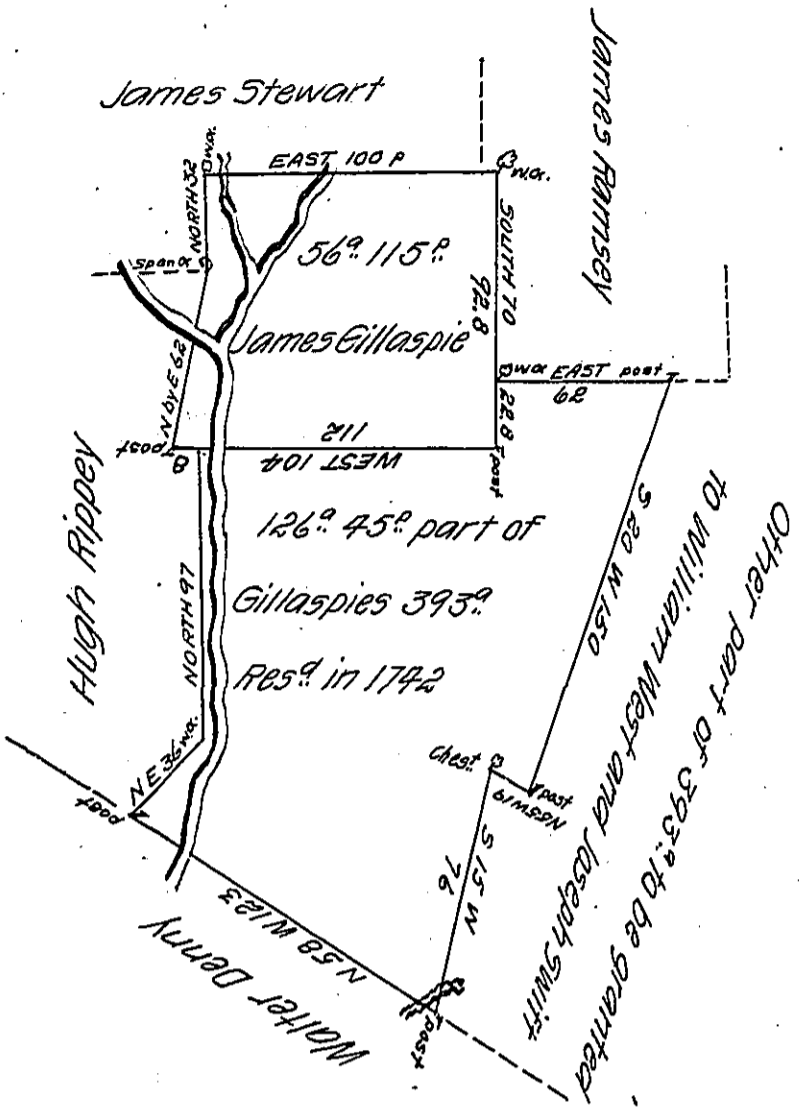 James Stewart
James Ramsey
w.o.
EAST 100 P
w.o.
NORTH 32
SOUTH 70
92.8
56a. 115p.
Span o
James Gillaspie
N by E 62
wo EAST post
62
22.8
post
8
112
WEST 104
post
Hugh Rippey
NORTH 97
126a. 45p. part of
Gillaspies 393a.
Resd. in 1742
S 20 W 150
Other part of 393a. to be granted
to William West and Joseph Swift
N E 36 w.o.
post
Chest.
post
N55W19
S 15 W
76
N 58 W 123
post
Walter Denny